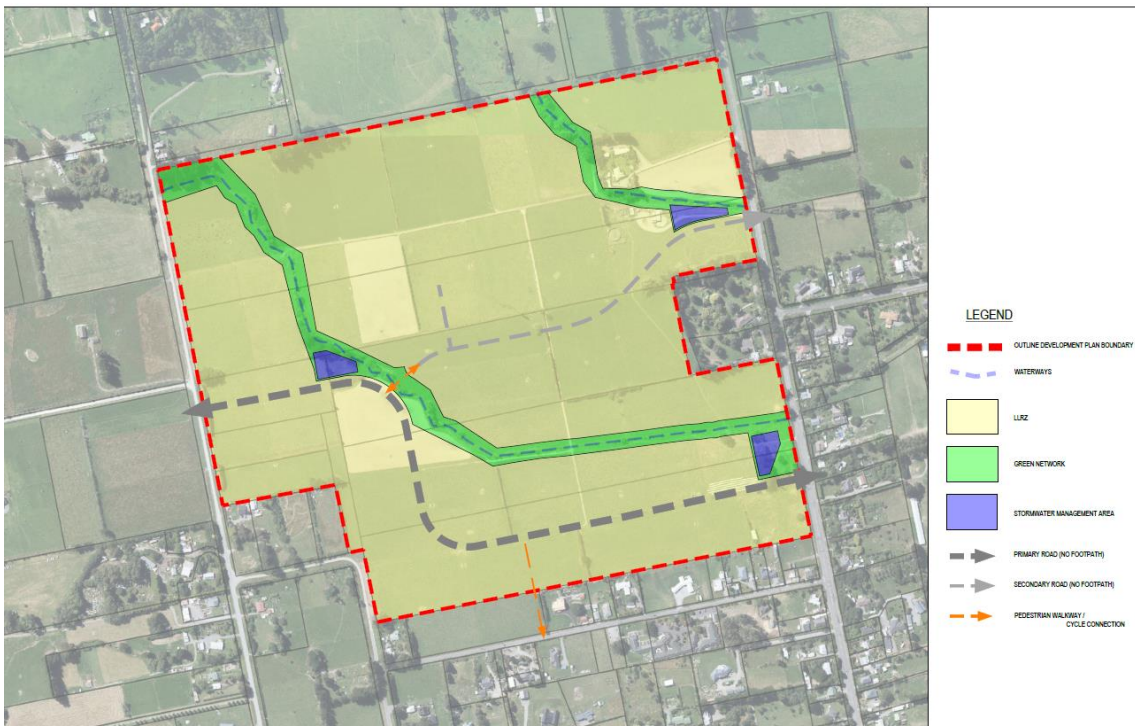 LEGEND
OUTLINE DEVELOPMENT PLAN BOUNDARY
WATERWAYS
LLRZ
GREEN NETWORK
STORMWATER MANAGEMENT AREA
PRIMARY ROAD (NO FOOTPATH)
SECONDARY ROAD (NO FOOTPATH)
PEDESTRIAN WALKWAY /
CYCLE CONNECTION